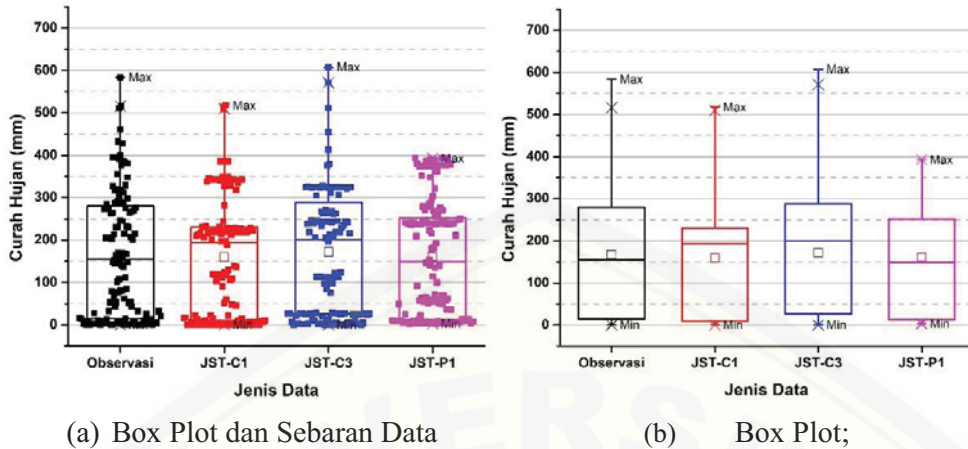 700
600
500
400
300
200
100
0
Curah Hujan (mm)
Max
Max
Max
Max
Min
Min
Min
Min
Observasi JST-C1 JST-C3 JST-P1
Jenis Data
(a) Box Plot dan Sebaran Data
700
600
500
400
300
200
100
0
Curah Hujan (mm)
Max
Max
Max
Max
Min
Min
Min
Min
Observasi JST-C1 JST-C3 JST-P1
Jenis Data
(b) Box Plot;